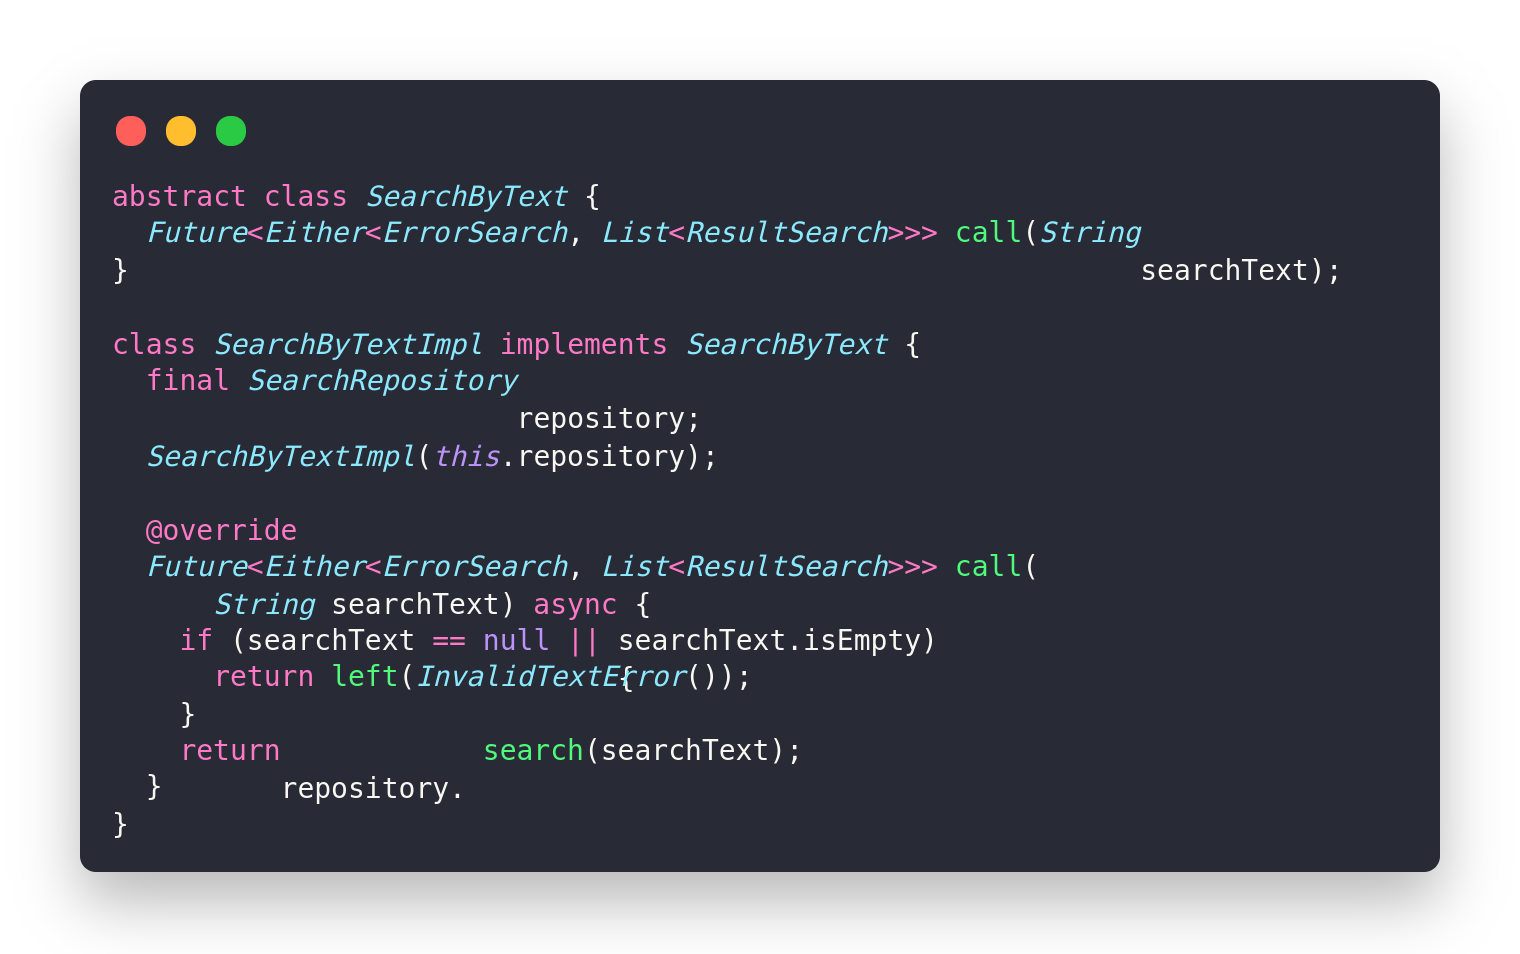 abstract class SearchByText {
  Future<Either<ErrorSearch, List<ResultSearch>>> call(String
}                                                            searchText);

class SearchByTextImpl implements SearchByText {
  final SearchRepository
                        repository;
  SearchByTextImpl(this.repository);

  @override
  Future<Either<ErrorSearch, List<ResultSearch>>> call(
      String searchText) async {
    if (searchText == null || searchText.isEmpty)
      return left(InvalidTextError()); {
    }
    return            search(searchText);
  }       repository.
}